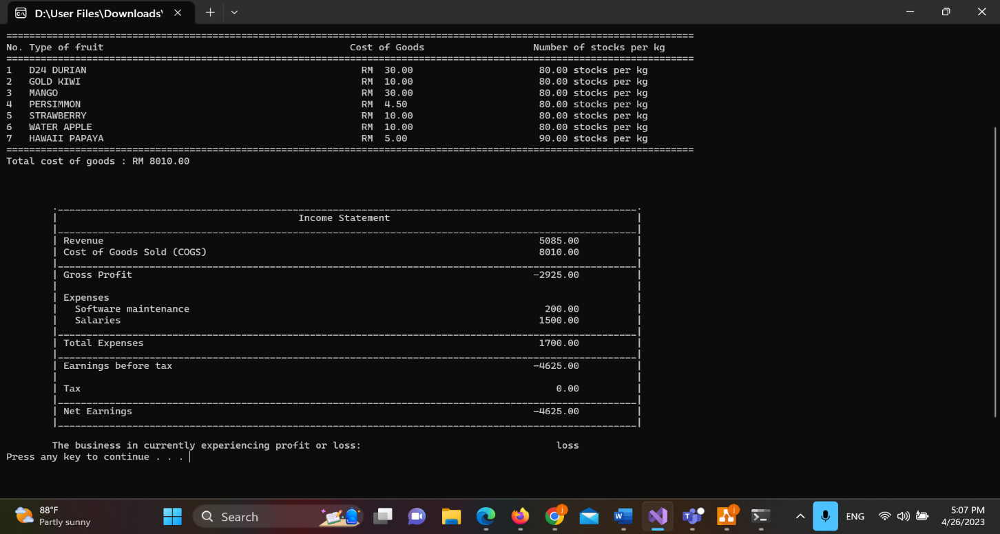 D:\User Files\Downloads\
No. Type of fruit Cost of Goods Number of stocks per kg
1 D24 DURIAN RM 30.00 80.00 stocks per kg
2 GOLD KIWI RM 10.00 80.00 stocks per kg
3 MANGO RM 30.00 80.00 stocks per kg
4 PERSIMMON RM 4.50 80.00 stocks per kg
5 STRAWBERRY RM 10.00 80.00 stocks per kg
6 WATER APPLE RM 10.00 80.00 stocks per kg
7 HAWAII PAPAYA RM 5.00 90.00 stocks per kg
Total cost of goods : RM 8010.00
Income Statement
Revenue 5085.00
Cost of Goods Sold (COGS) 8010.00
Gross Profit -2925.00
Expenses
Software maintenance 200.00
Salaries 1500.00
Total Expenses 1700.00
Earnings before tax -4625.00
Tax 0.00
Net Earnings -4625.00
The business in currently experiencing profit or loss: loss
Press any key to continue . . .
88°F
Partly sunny
Search
ENG
5:07 PM
4/26/2023